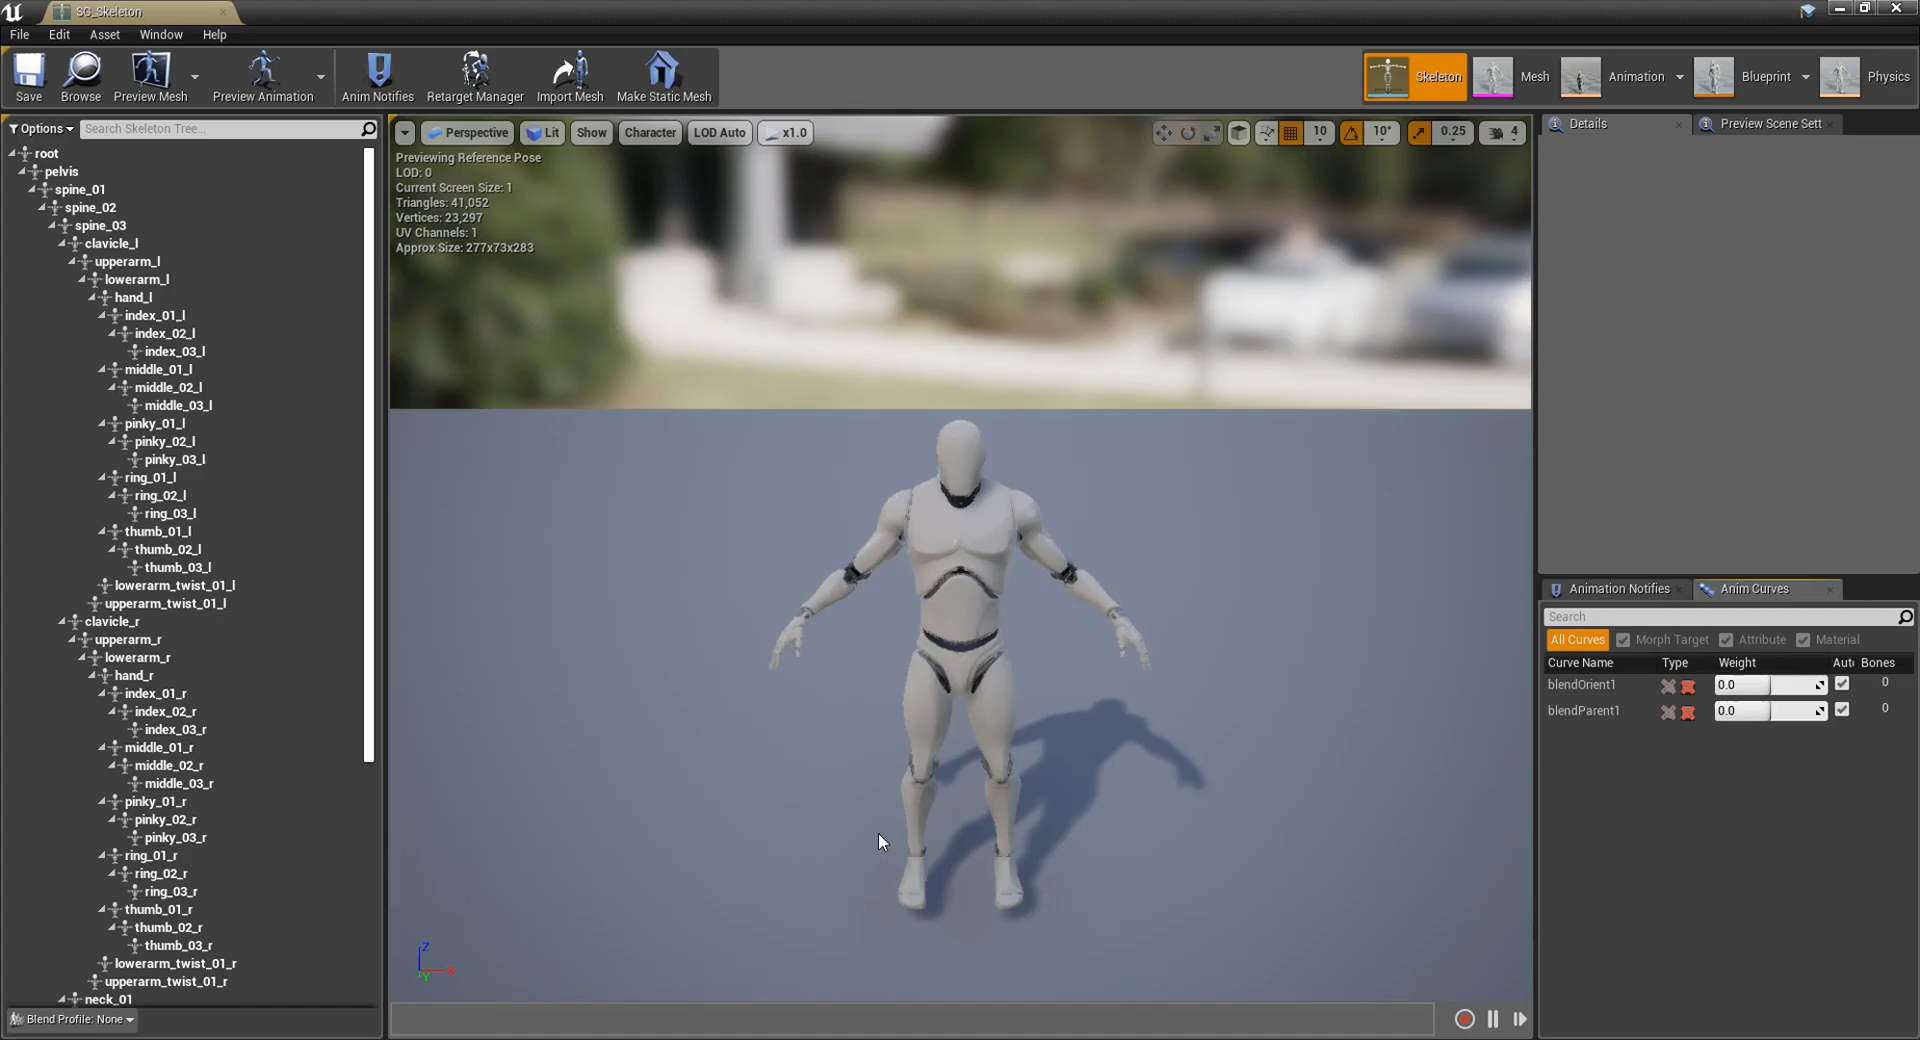 SG_Skeleton
File Edit Asset Window Help
Save Browse Preview Mesh Preview Animation Anim Notifies Retarget Manager Import Mesh Make Static Mesh
Skeleton Mesh Animation Blueprint Physics
Options Search Skeleton Tree...
root
pelvis
spine_01
spine_02
spine_03
clavicle_l
upperarm_l
lowerarm_l
hand_l
index_01_l
index_02_l
index_03_l
middle_01_l
middle_02_l
middle_03_l
pinky_01_l
pinky_02_l
pinky_03_l
ring_01_l
ring_02_l
ring_03_l
thumb_01_l
thumb_02_l
thumb_03_l
lowerarm_twist_01_l
upperarm_twist_01_l
clavicle_r
upperarm_r
lowerarm_r
hand_r
index_01_r
index_02_r
index_03_r
middle_01_r
middle_02_r
middle_03_r
pinky_01_r
pinky_02_r
pinky_03_r
ring_01_r
ring_02_r
ring_03_r
thumb_01_r
thumb_02_r
thumb_03_r
lowerarm_twist_01_r
upperarm_twist_01_r
neck_01
Blend Profile: None
Perspective Lit Show Character LOD Auto x1.0 10 10° 0.25 4
Previewing Reference Pose
LOD: 0
Current Screen Size: 1
Triangles: 41,052
Vertices: 23,297
UV Channels: 1
Approx Size: 277x73x283
Z
X
Y
Details Preview Scene Sett
Animation Notifies Anim Curves
Search
All Curves Morph Target Attribute Material
Curve Name Type Weight Auto Bones
blendOrient1 0.0 0
blendParent1 0.0 0